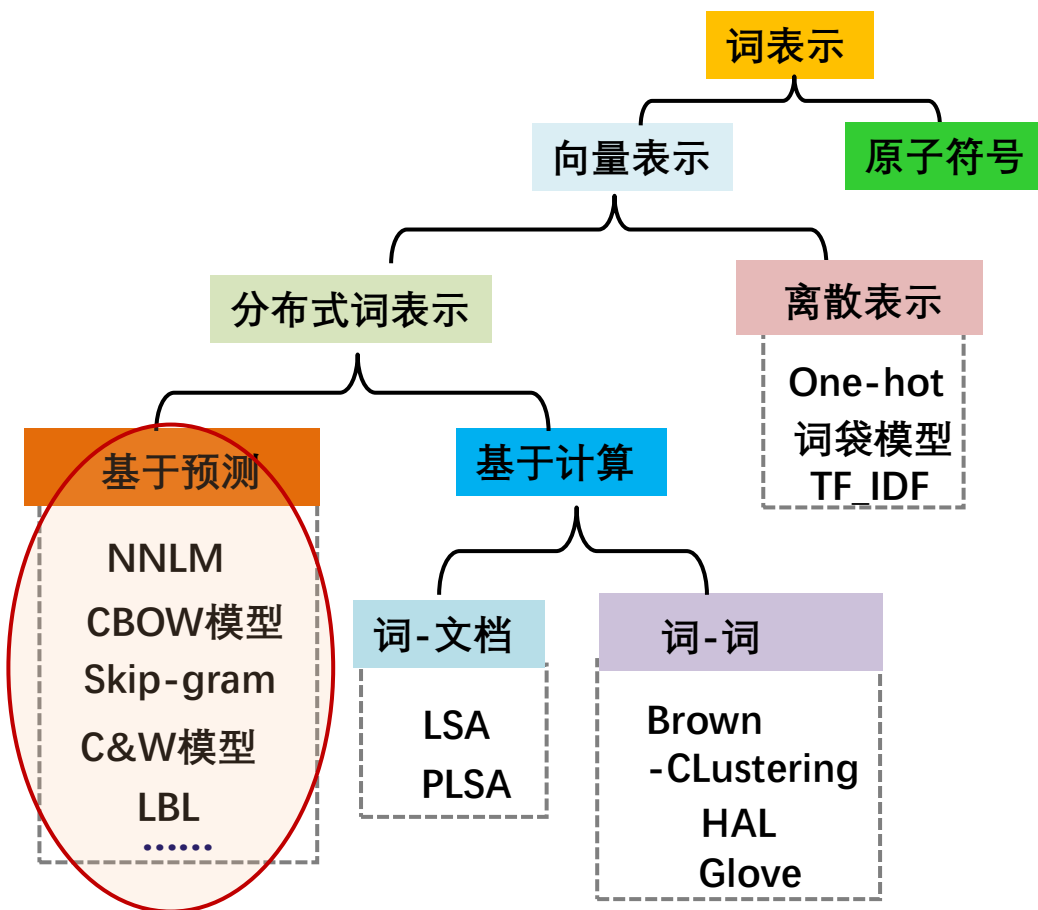 词表示
向量表示
原子符号
分布式词表示
离散表示
One-hot
词袋模型
TF_IDF
基于预测
NNLM
CBOW模型
Skip-gram
C&W模型
LBL
······
基于计算
词-文档
LSA
PLSA
词-词
Brown
-CLustering
HAL
Glove